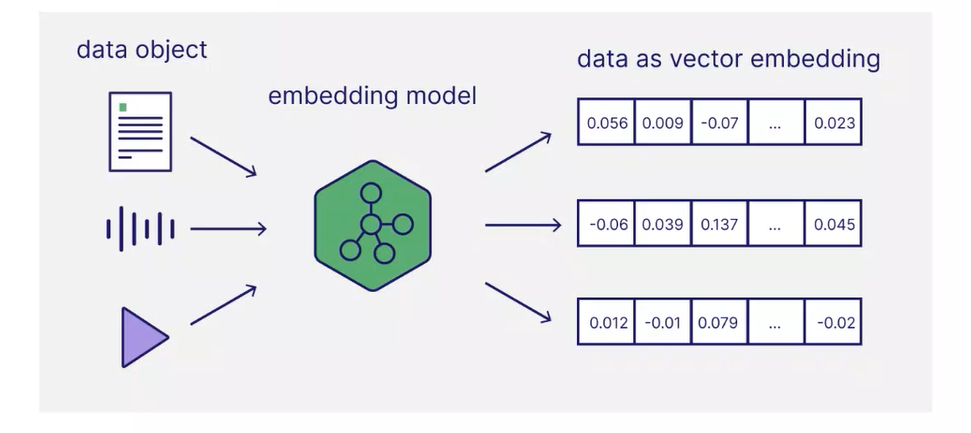 data object
embedding model
data as vector embedding
0.056 0.009 -0.07 ... 0.023
-0.06 0.039 0.137 ... 0.045
0.012 -0.01 0.079 ... -0.02